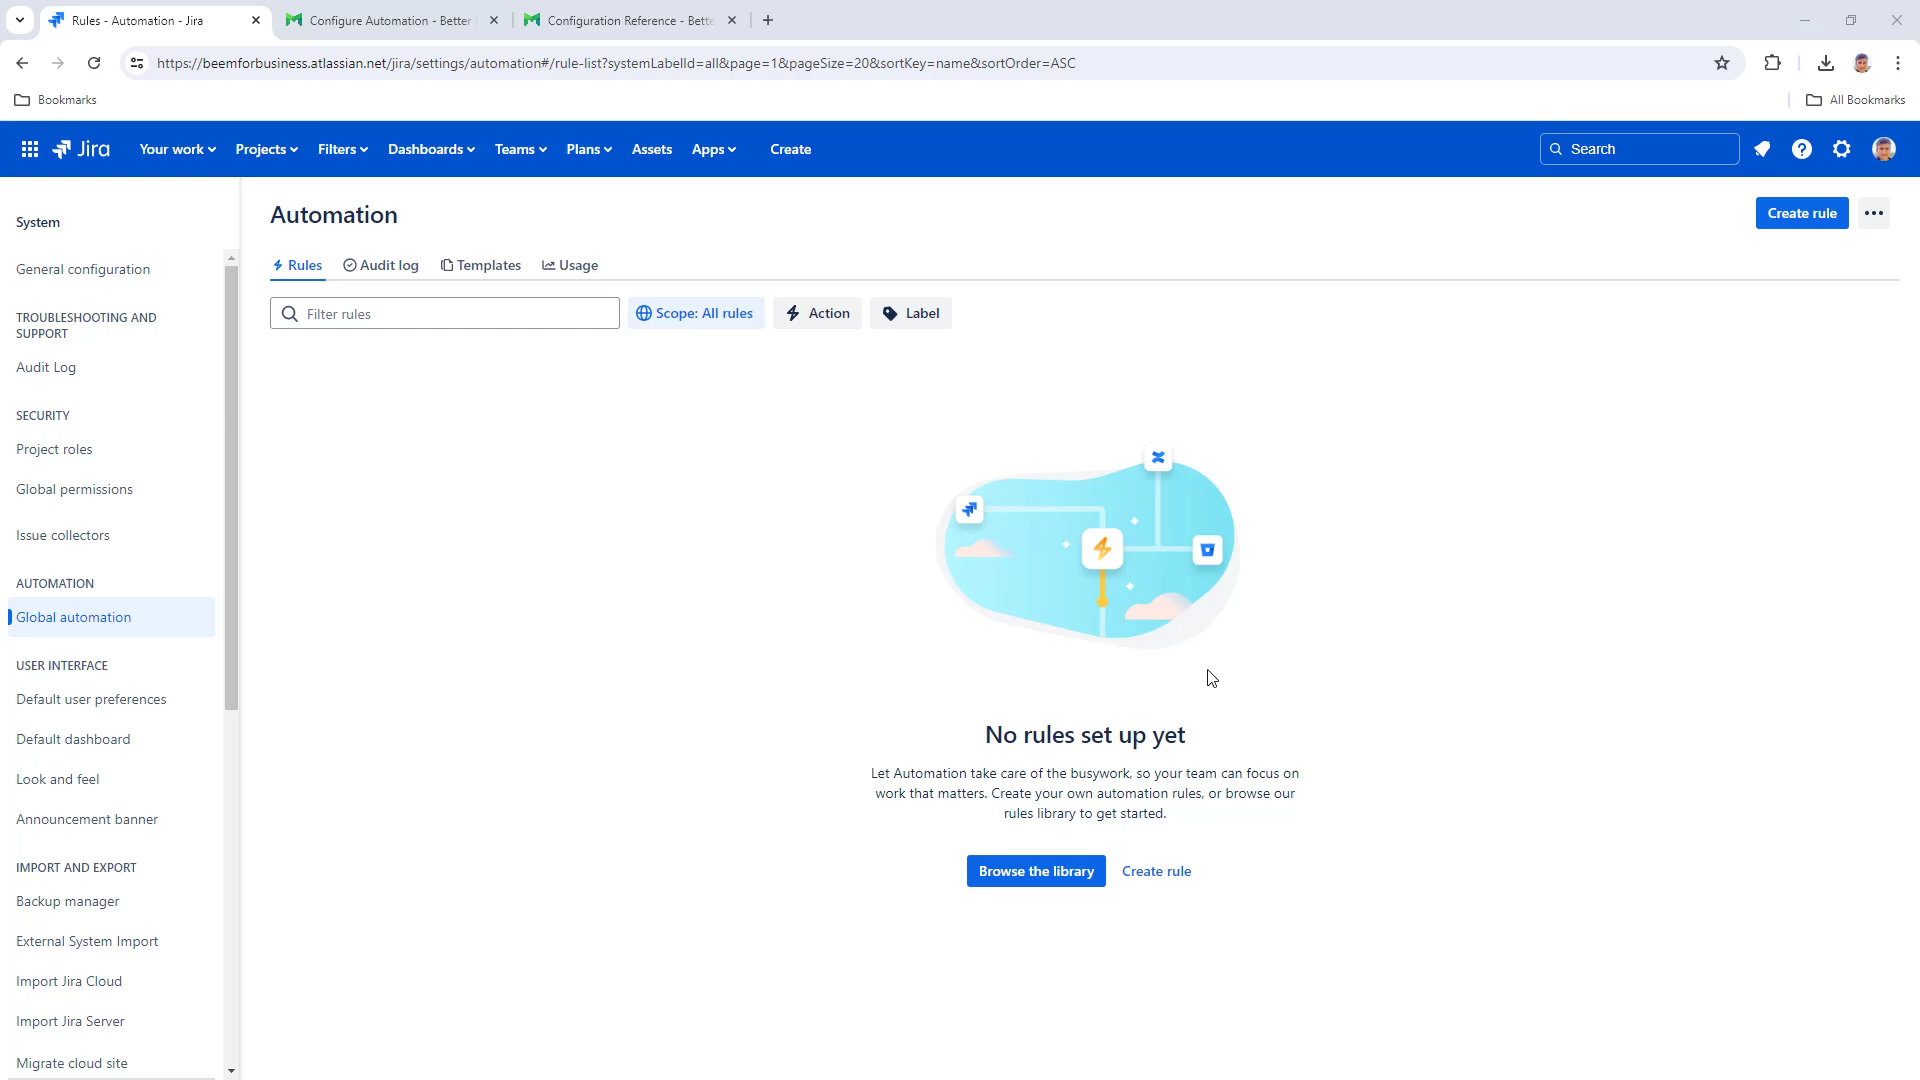 Rules - Automation - Jira
Configure Automation - Better
Configuration Reference - Bette
https://beemforbusiness.atlassian.net/jira/settings/automation#/rule-list?systemLabelId=all&page=1&pageSize=20&sortKey=name&sortOrder=ASC
Bookmarks
All Bookmarks
Jira
Your work
Projects
Filters
Dashboards
Teams
Plans
Assets
Apps
Create
Search
System
General configuration
TROUBLESHOOTING AND
SUPPORT
Audit Log
SECURITY
Project roles
Global permissions
Issue collectors
AUTOMATION
Global automation
USER INTERFACE
Default user preferences
Default dashboard
Look and feel
Announcement banner
IMPORT AND EXPORT
Backup manager
External System Import
Import Jira Cloud
Import Jira Server
Migrate cloud site
Automation
Create rule
Rules
Audit log
Templates
Usage
Filter rules
Scope: All rules
Action
Label
No rules set up yet
Let Automation take care of the busywork, so your team can focus on
work that matters. Create your own automation rules, or browse our
rules library to get started.
Browse the library
Create rule